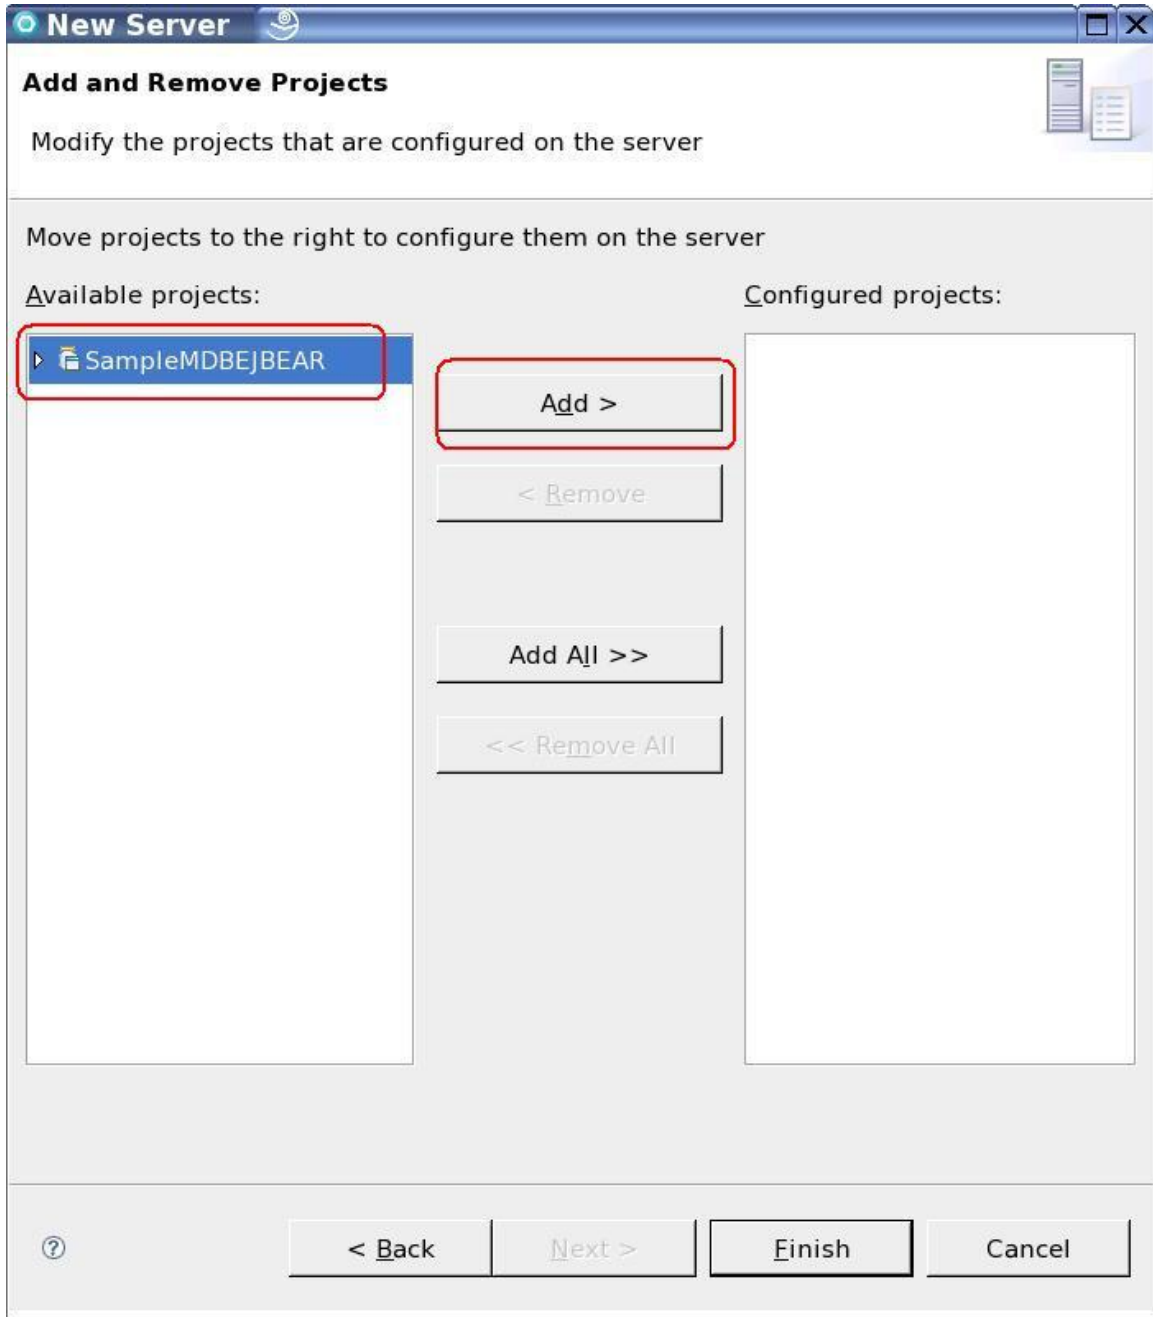 New Server
Add and Remove Projects
Modify the projects that are configured on the server
Move projects to the right to configure them on the server
Available projects:
Configured projects:
SampleMDBEJBEAR
Add >
< Remove
Add All >>
<< Remove All
< Back
Next >
Finish
Cancel